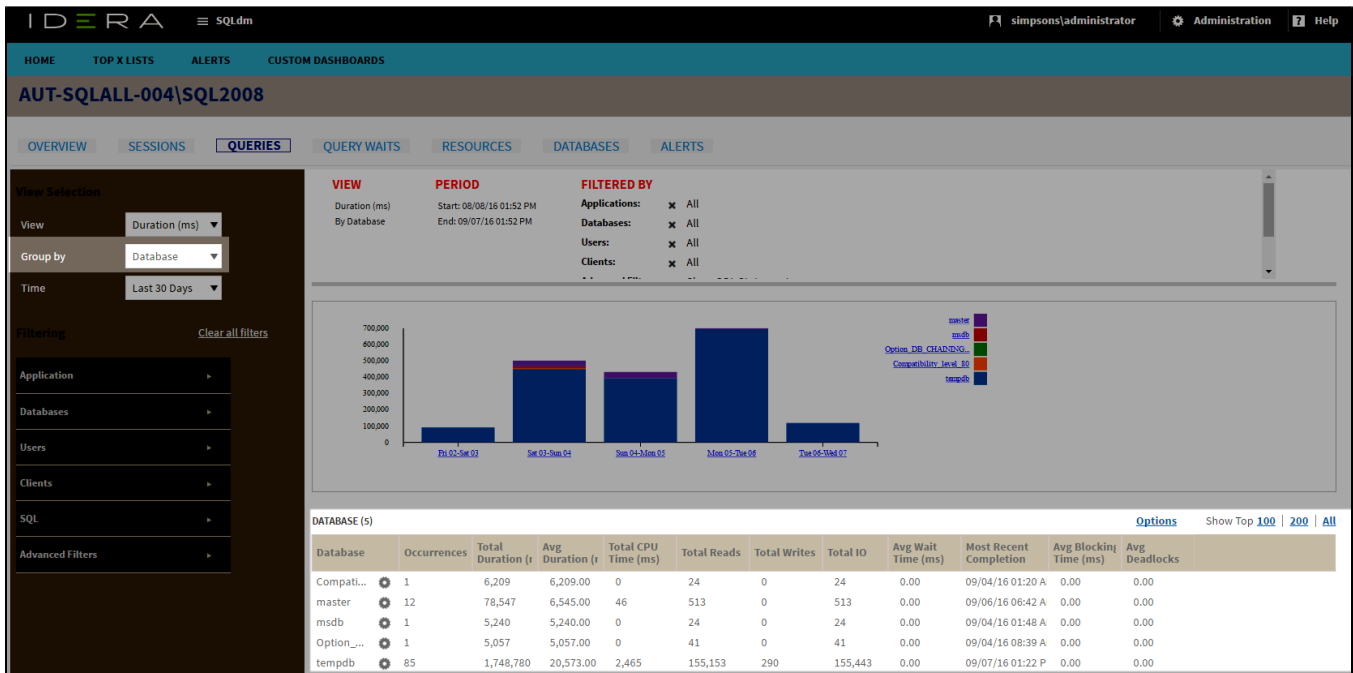 IDERA ≡ SQLdm simpsons\administrator Administration ? Help
HOME TOP X LISTS ALERTS CUSTOM DASHBOARDS
AUT-SQLALL-004\SQL2008
OVERVIEW SESSIONS QUERIES QUERY WAITS RESOURCES DATABASES ALERTS
View Selection
View Duration (ms)
Group by Database
Time Last 30 Days
Filtering Clear all filters
Application
Databases
Users
Clients
SQL
Advanced Filters
VIEW PERIOD FILTERED BY
Duration (ms) Start: 08/08/16 01:52 PM Applications: All
By Database End: 09/07/16 01:52 PM Databases: All
Users: All
Clients: All
700,000
600,000
500,000
400,000
300,000
200,000
100,000
0
Fri 02-Sat 03 Sat 03-Sun 04 Sun 04-Mon 05 Mon 05-Tue 06 Tue 06-Wed 07
master
msdb
Option_DB_CHAINING...
Compatibility_level_80
tempdb
DATABASE (5) Options Show Top 100 | 200 | All
Database Occurrences Total Duration (r Avg Duration (r Total CPU Time (ms) Total Reads Total Writes Total IO Avg Wait Time (ms) Most Recent Completion Avg Blocking Time (ms) Avg Deadlocks
Compati... 1 6,209 6,209.00 0 24 0 24 0.00 09/04/16 01:20 A 0.00 0.00
master 12 78,547 6,545.00 46 513 0 513 0.00 09/06/16 06:42 A 0.00 0.00
msdb 1 5,240 5,240.00 0 24 0 24 0.00 09/04/16 01:48 A 0.00 0.00
Option_... 1 5,057 5,057.00 0 41 0 41 0.00 09/04/16 08:39 A 0.00 0.00
tempdb 85 1,748,780 20,573.00 2,465 155,153 290 155,443 0.00 09/07/16 01:22 P 0.00 0.00